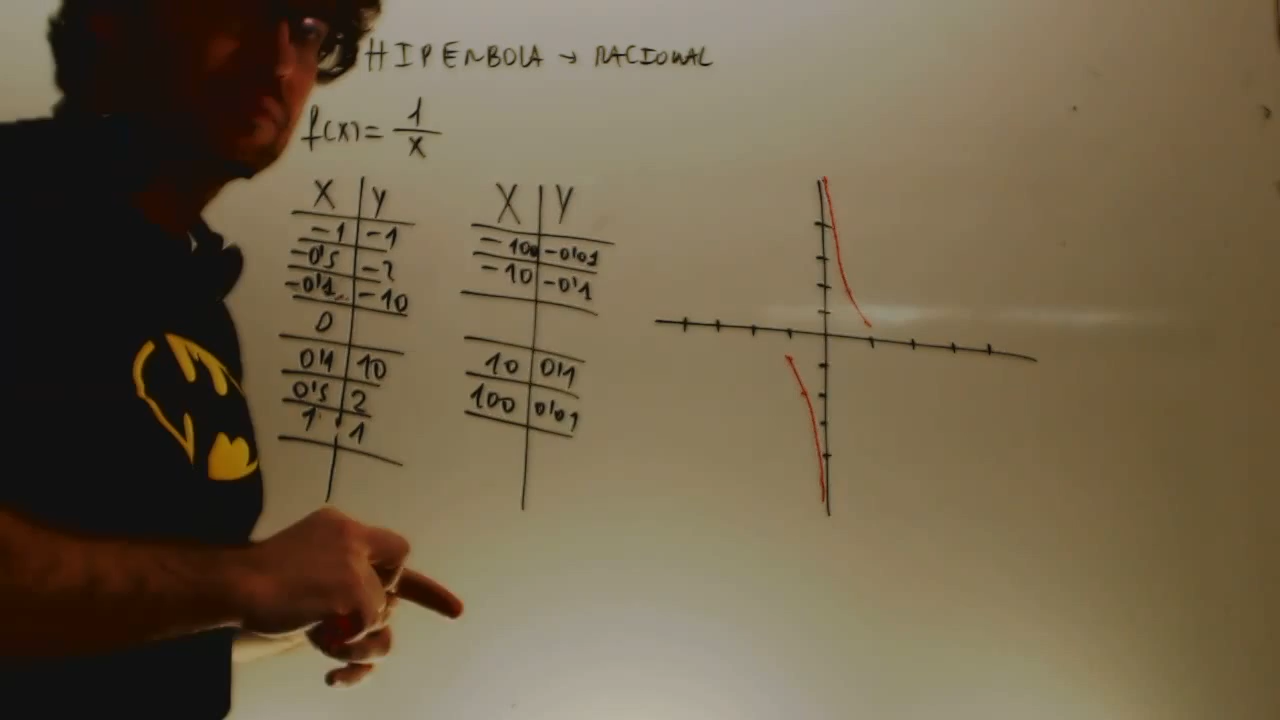 HIPERBOLA → RACIONAL
f(x) = 1/x
X | Y
-1 | -1
-0'5 | -2
-0'1 | -10
0
0'1 | 10
0'5 | 2
1 | 1
X | Y
-100 | -0'01
-10 | -0'1
10 | 0'1
100 | 0'01